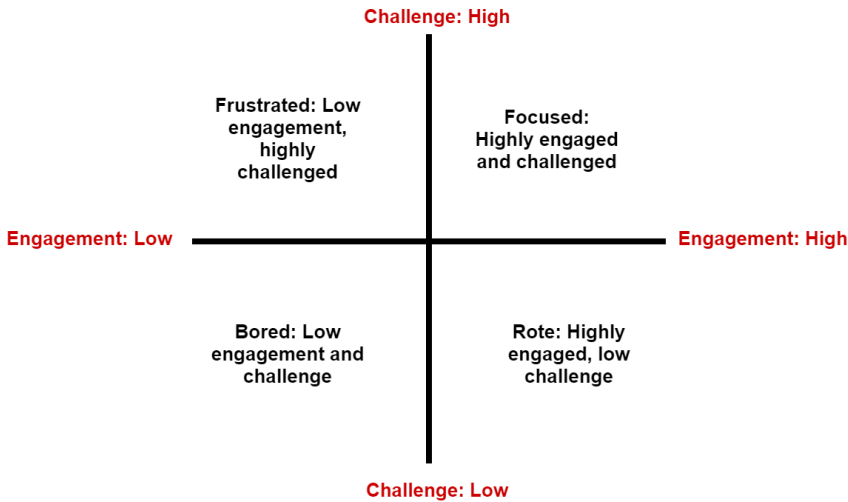 Challenge: High
Frustrated: Low
engagement,
highly
challenged
Focused:
Highly engaged
and challenged
Engagement: Low
Engagement: High
Bored: Low
engagement and
challenge
Rote: Highly
engaged, low
challenge
Challenge: Low